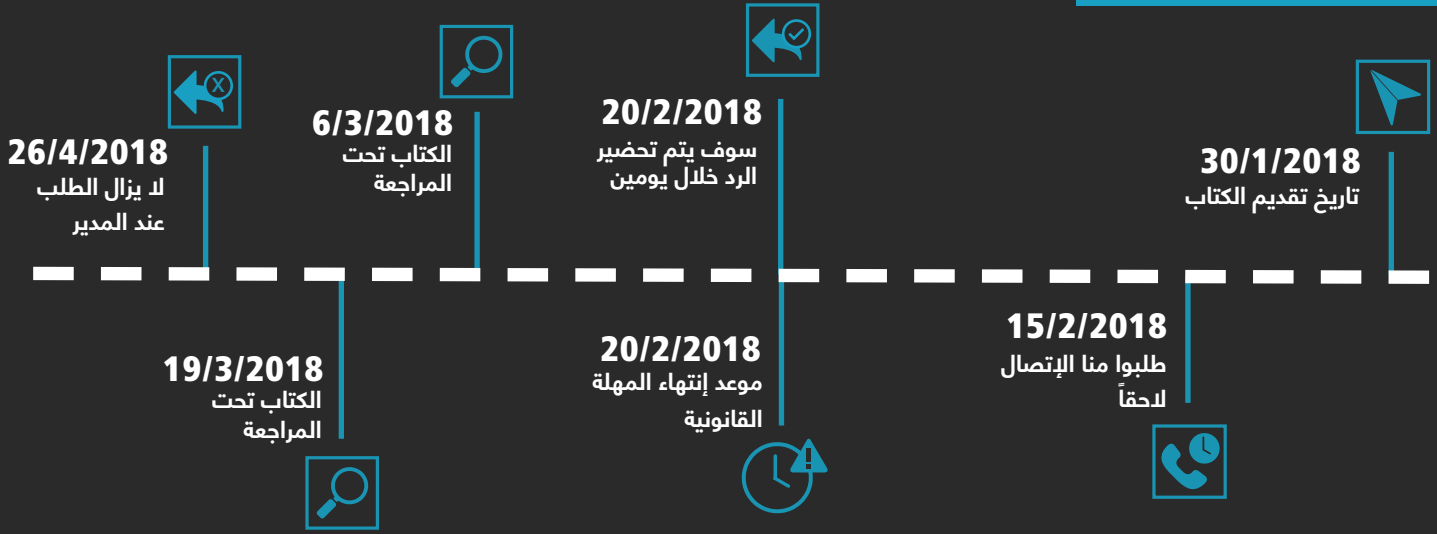 30/1/2018
تاريخ تقديم الكتاب
15/2/2018
طلبوا منا الإتصال
لاحقاً
20/2/2018
سوف يتم تحضير
الرد خلال يومين
20/2/2018
موعد إنتهاء المهلة
القانونية
6/3/2018
الكتاب تحت
المراجعة
19/3/2018
الكتاب تحت
المراجعة
26/4/2018
لا يزال الطلب
عند المدير